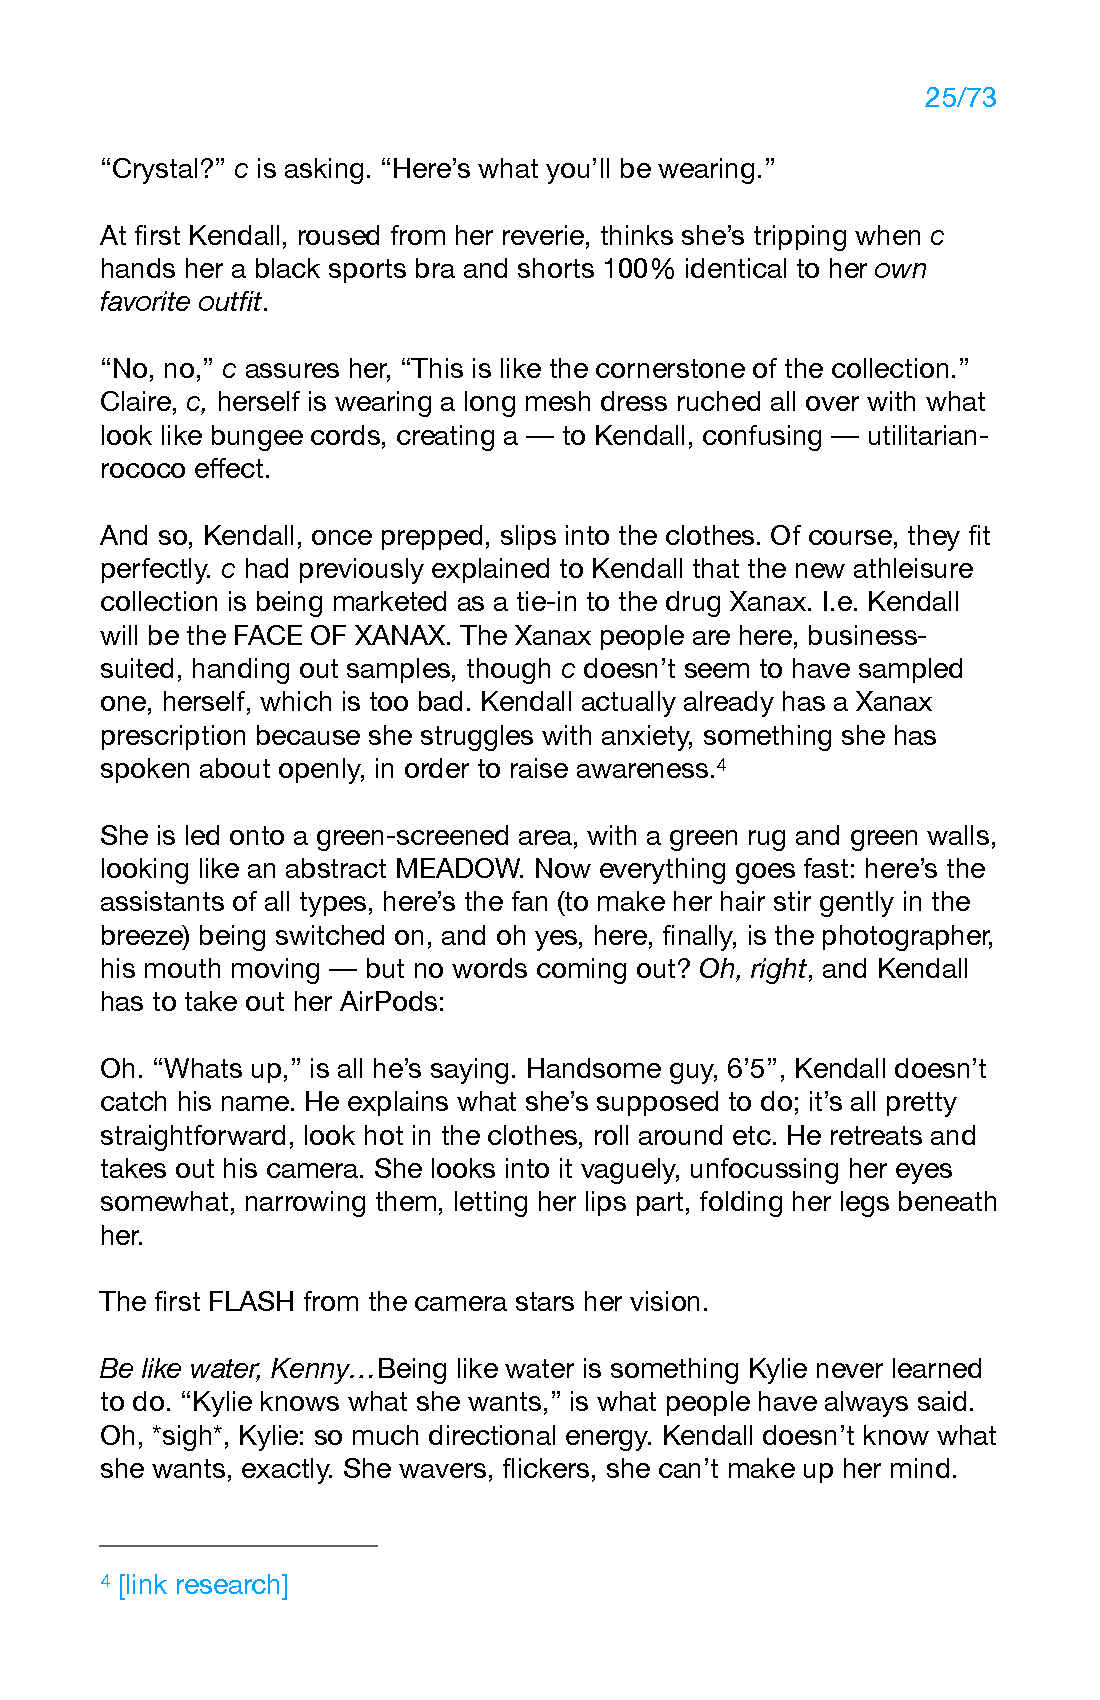 25/73
“Crystal?” c is asking. “Here’s what you’ll be wearing.”
At first Kendall, roused from her reverie, thinks she’s tripping when c
hands her a black sports bra and shorts 100% identical to her own
favorite outfit.
“No, no,” c assures her, “This is like the cornerstone of the collection.”
Claire, c, herself is wearing a long mesh dress ruched all over with what
look like bungee cords, creating a — to Kendall, confusing — utilitarian-
rococo effect.
And so, Kendall, once prepped, slips into the clothes. Of course, they fit
perfectly. c had previously explained to Kendall that the new athleisure
collection is being marketed as a tie-in to the drug Xanax. I.e. Kendall
will be the FACE OF XANAX. The Xanax people are here, business-
suited, handing out samples, though c doesn’t seem to have sampled
one, herself, which is too bad. Kendall actually already has a Xanax
prescription because she struggles with anxiety, something she has
spoken about openly, in order to raise awareness.4
She is led onto a green-screened area, with a green rug and green walls,
looking like an abstract MEADOW. Now everything goes fast: here’s the
assistants of all types, here’s the fan (to make her hair stir gently in the
breeze) being switched on, and oh yes, here, finally, is the photographer,
his mouth moving — but no words coming out? Oh, right, and Kendall
has to take out her AirPods:
Oh. “Whats up,” is all he’s saying. Handsome guy, 6’5”, Kendall doesn’t
catch his name. He explains what she’s supposed to do; it’s all pretty
straightforward, look hot in the clothes, roll around etc. He retreats and
takes out his camera. She looks into it vaguely, unfocussing her eyes
somewhat, narrowing them, letting her lips part, folding her legs beneath
her.
The first FLASH from the camera stars her vision.
Be like water, Kenny…Being like water is something Kylie never learned
to do. “Kylie knows what she wants,” is what people have always said.
Oh, *sigh*, Kylie: so much directional energy. Kendall doesn’t know what
she wants, exactly. She wavers, flickers, she can’t make up her mind.
4 [link research]